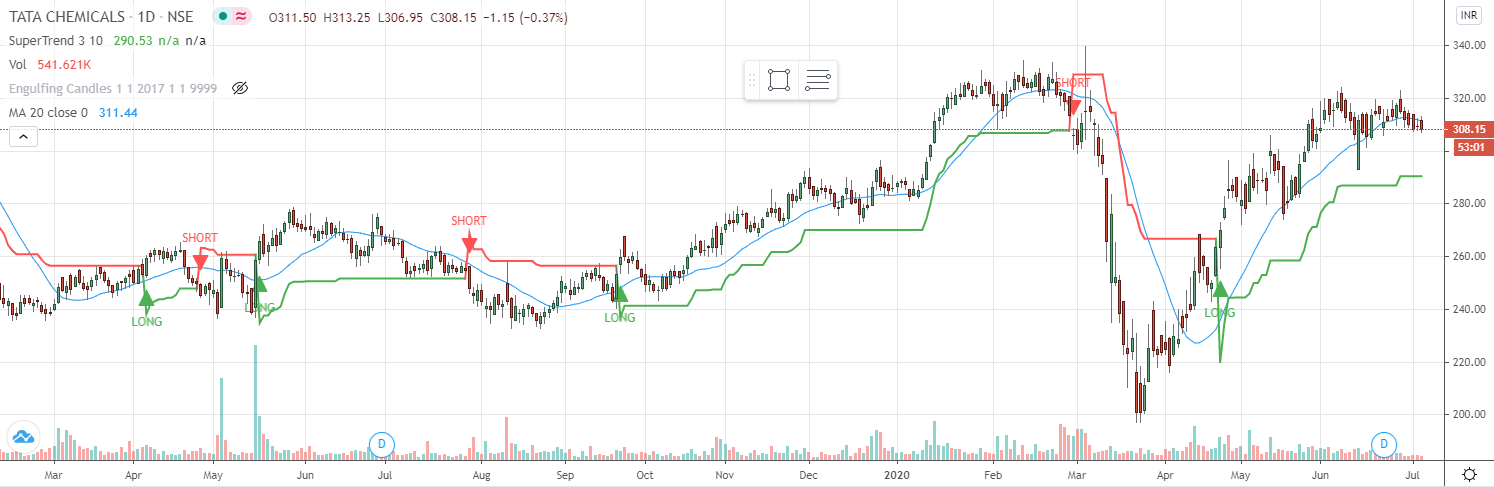 TATA CHEMICALS · 1D · NSE O311.50 H313.25 L306.95 C308.15 −1.15 (−0.37%)
INR
SuperTrend 3 10 290.53 n/a n/a
Vol 541.621K
Engulfing Candles 1 1 2017 1 1 9999
MA 20 close 0 311.44
340.00
320.00
308.15
53:01
280.00
260.00
240.00
220.00
200.00
SHORT
LONG
LONG
SHORT
LONG
SHORT
LONG
D
D
Mar Apr May Jun Jul Aug Sep Oct Nov Dec 2020 Feb Mar Apr May Jun Jul